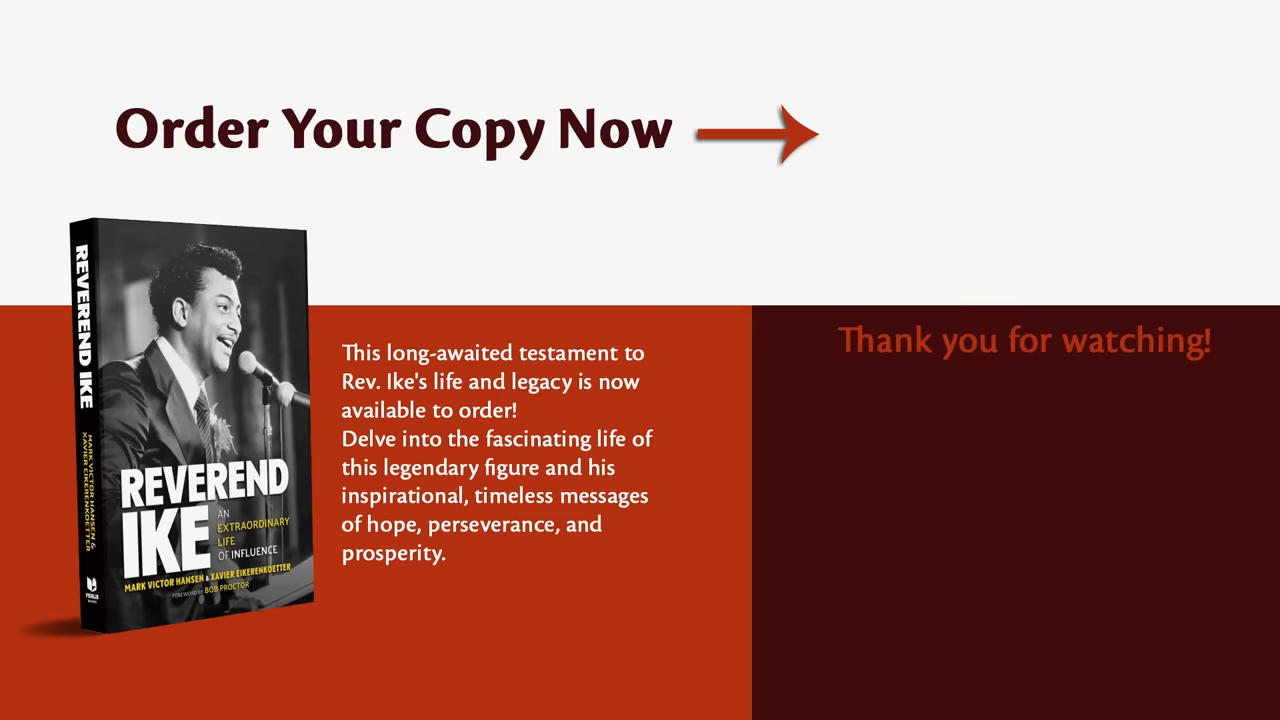 Order Your Copy Now
REVEREND IKE
MARK VICTOR HANSEN &
XAVIER EIKERENKOETTER
FIDELIS
BOOKS
REVEREND
IKE
AN
EXTRAORDINARY
LIFE
OF INFLUENCE
MARK VICTOR HANSEN & XAVIER EIKERENKOETTER
FOREWORD BY BOB PROCTOR
This long-awaited testament to
Rev. Ike's life and legacy is now
available to order!
Delve into the fascinating life of
this legendary figure and his
inspirational, timeless messages
of hope, perseverance, and
prosperity.
Thank you for watching!